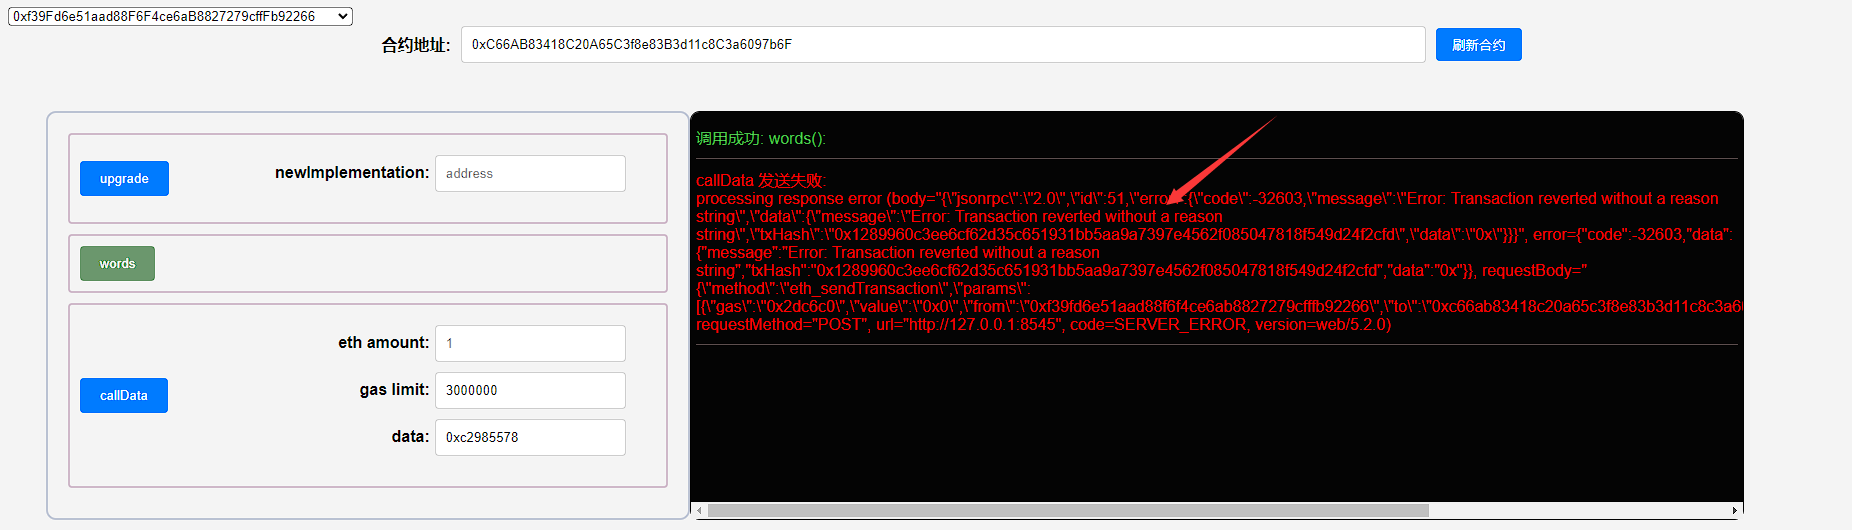 0xf39Fd6e51aad88F6F4ce6aB8827279cffFb92266
合约地址: 0xC66AB83418C20A65C3f8e83B3d11c8C3a6097b6F 刷新合约
upgrade newImplementation: address
words
eth amount: 1
gas limit: 3000000
callData
data: 0xc2985578
调用成功: words():
callData 发送失败:
processing response error (body="{\"jsonrpc\":\"2.0\",\"id\":51,\"error\":{\"code\":-32603,\"message\":\"Error: Transaction reverted without a reason
string\",\"data\":{\"message\":\"Error: Transaction reverted without a reason
string\",\"txHash\":\"0x1289960c3ee6cf62d35c651931bb5aa9a7397e4562f085047818f549d24f2cfd\",\"data\":\"0x\"}}}", error={"code":-32603,"data":
{"message":"Error: Transaction reverted without a reason
string","txHash":"0x1289960c3ee6cf62d35c651931bb5aa9a7397e4562f085047818f549d24f2cfd","data":"0x"}}, requestBody="
{\"method\":\"eth_sendTransaction\",\"params\":
[{\"gas\":\"0x2dc6c0\",\"value\":\"0x0\",\"from\":\"0xf39fd6e51aad88f6f4ce6ab8827279cfffb92266\",\"to\":\"0xc66ab83418c20a65c3f8e83b3d11c8c3a6
requestMethod="POST", url="http://127.0.0.1:8545", code=SERVER_ERROR, version=web/5.2.0)